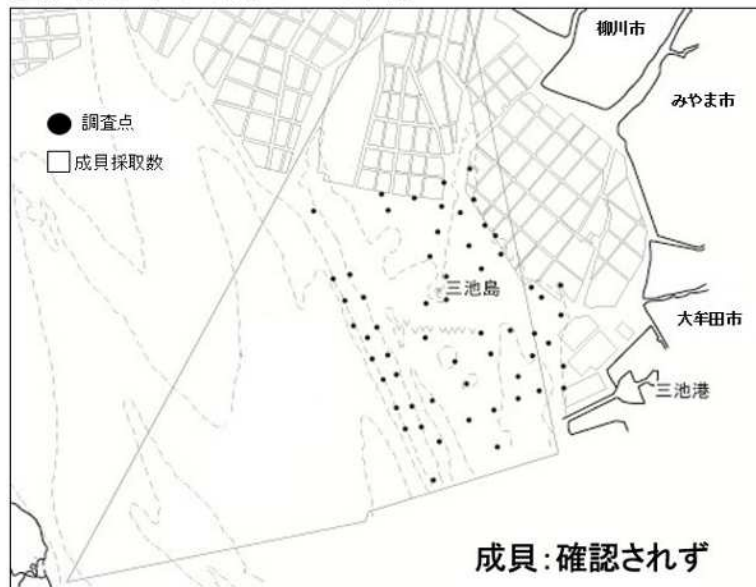 柳川市
みやま市
調査点
成貝採取数
三池島
大牟田市
三池港
成貝:確認されず